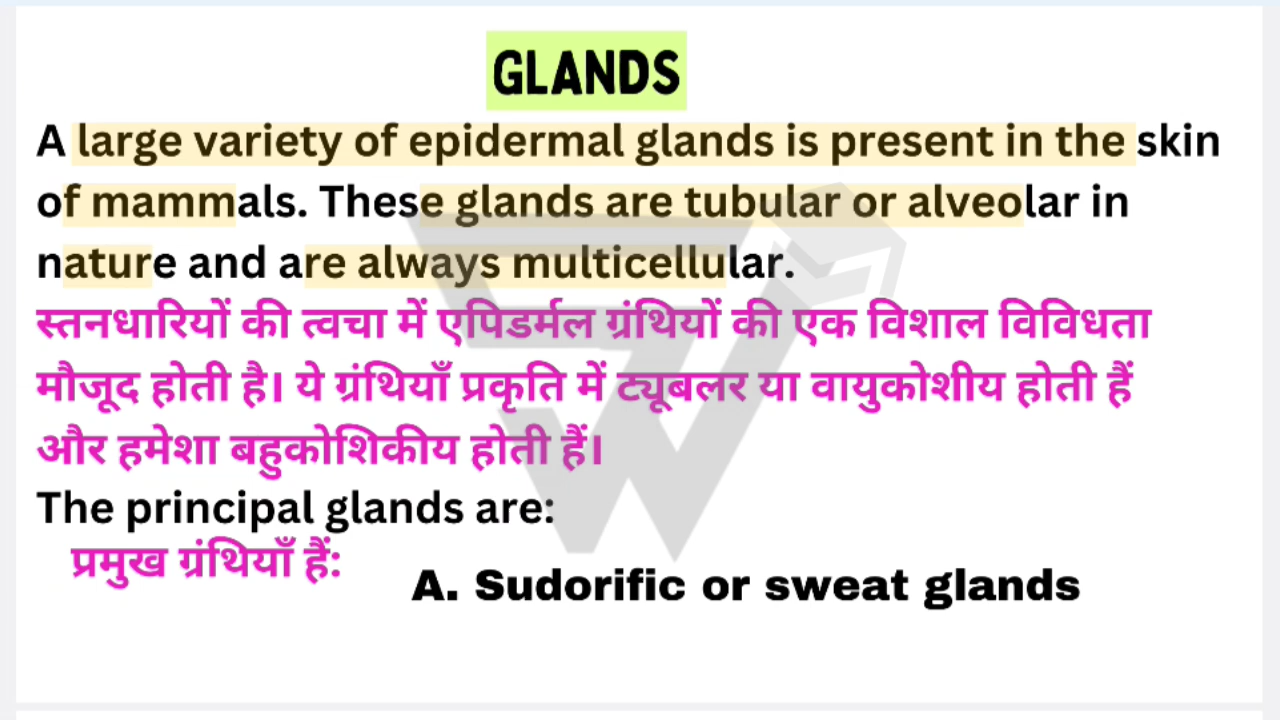 GLANDS
A large variety of epidermal glands is present in the skin
of mammals. These glands are tubular or alveolar in
nature and are always multicellular.
स्तनधारियों की त्वचा में एपिडर्मल ग्रंथियों की एक विशाल विविधता
मौजूद होती है। ये ग्रंथियाँ प्रकृति में ट्यूबलर या वायुकोशीय होती हैं
और हमेशा बहुकोशिकीय होती हैं।
The principal glands are:
प्रमुख ग्रंथियाँ हैं:
A. Sudorific or sweat glands